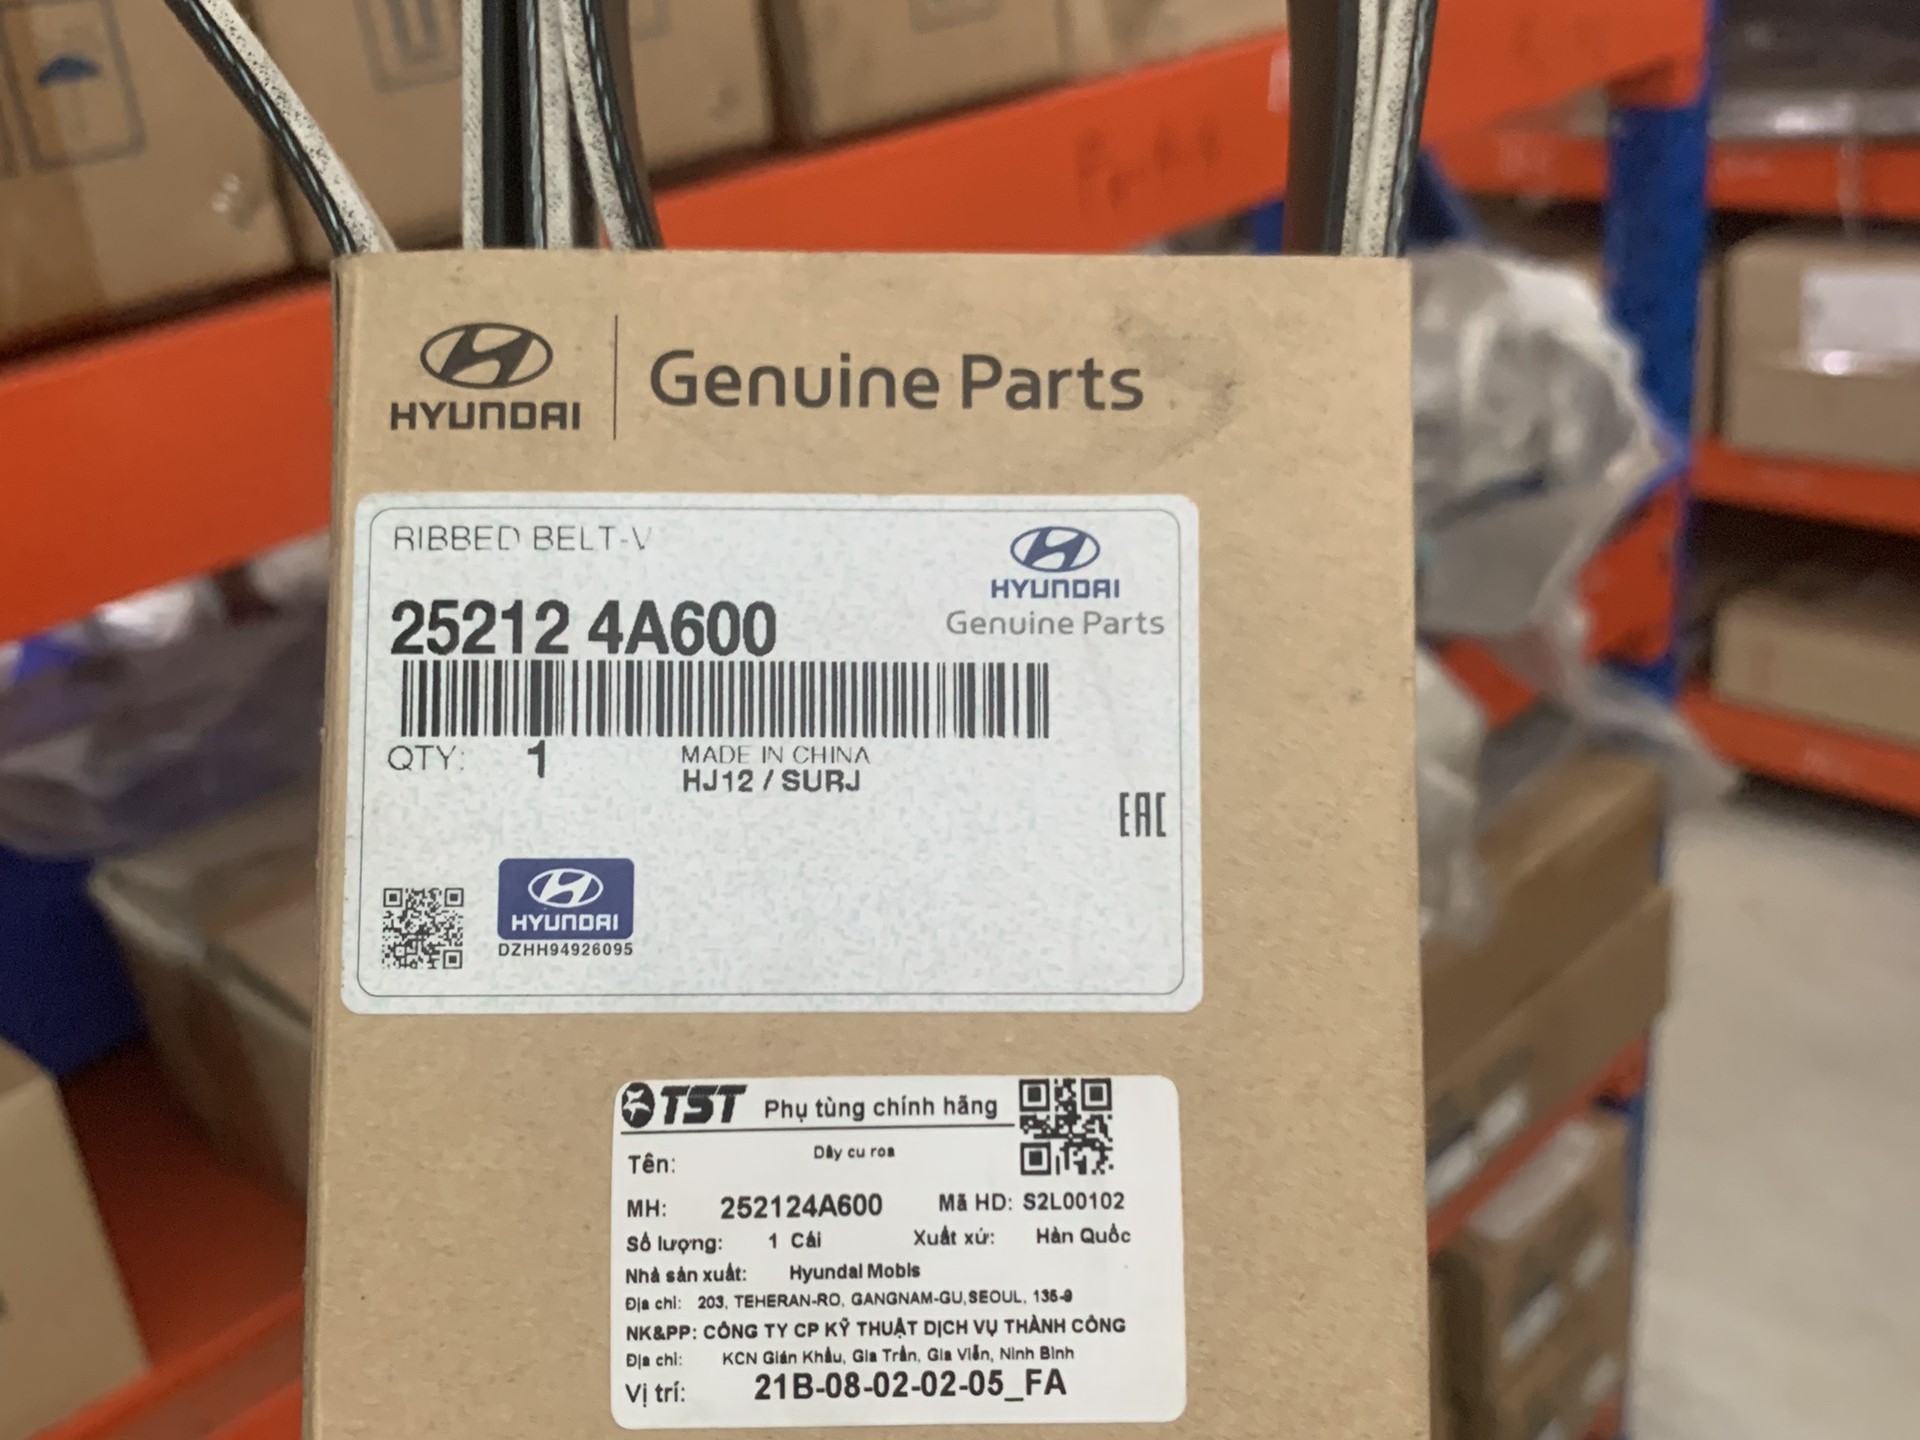 HYUNDAI
Genuine Parts
RIBBED BELT-V
HYUNDAI
Genuine Parts
25212 4A600
QTY: 1
MADE IN CHINA
HJ12 / SURJ
EAC
HYUNDAI
DZHH94926095
TST Phụ tùng chính hãng
Tên: Dây cu roa
MH: 252124A600 Mã HD: S2L00102
Số lượng: 1 Cái Xuất xứ: Hàn Quốc
Nhà sản xuất: Hyundai Mobis
Địa chỉ: 203, TEHERAN-RO, GANGNAM-GU,SEOUL, 135-9
NK&PP: CÔNG TY CP KỸ THUẬT DỊCH VỤ THÀNH CÔNG
Địa chỉ: KCN Gián Khẩu, Gia Trấn, Gia Viễn, Ninh Bình
Vị trí: 21B-08-02-02-05_FA